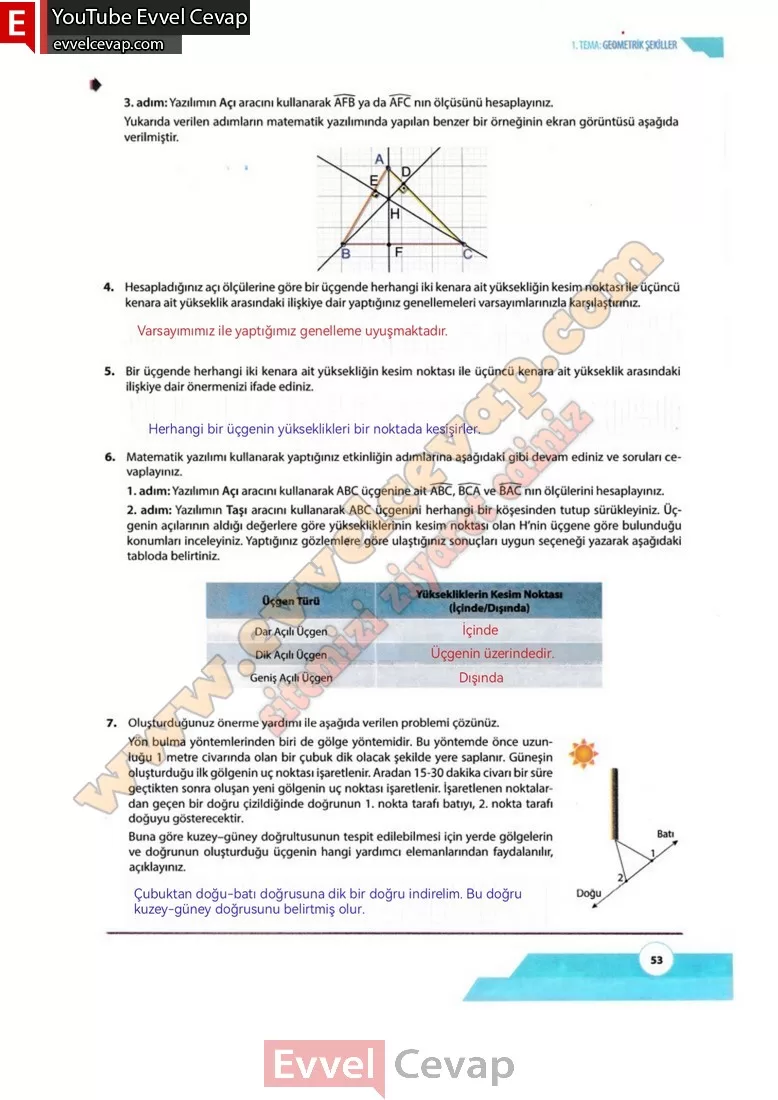 E YouTube Evvel Cevap
evvelcevap.com
1. TEMA: GEOMETRİK ŞEKİLLER
3. adım: Yazılımın Açı aracını kullanarak AFB ya da AFC nın ölçüsünü hesaplayınız.
Yukarıda verilen adımların matematik yazılımında yapılan benzer bir örneğinin ekran görüntüsü aşağıda
verilmiştir.
A
E D
H
B F C
4. Hesapladığınız açı ölçülerine göre bir üçgende herhangi iki kenara ait yüksekliğin kesim noktası ile üçüncü
kenara ait yükseklik arasındaki ilişkiye dair yaptığınız genellemeleri varsayımlarınızla karşılaştırınız.
Varsayımımız ile yaptığımız genelleme uyuşmaktadır.
5. Bir üçgende herhangi iki kenara ait yüksekliğin kesim noktası ile üçüncü kenara ait yükseklik arasındaki
ilişkiye dair önermenizi ifade ediniz.
Herhangi bir üçgenin yükseklikleri bir noktada kesişirler.
6. Matematik yazılımı kullanarak yaptığınız etkinliğin adımlarına aşağıdaki gibi devam ediniz ve soruları ce-
vaplayınız.
1. adım: Yazılımın Açı aracını kullanarak ABC üçgenine ait ABC, BCA ve BAC nın ölçülerini hesaplayınız.
2. adım: Yazılımın Taşı aracını kullanarak ABC üçgenini herhangi bir köşesinden tutup sürükleyiniz. Üç-
genin açılarının aldığı değerlere göre yüksekliklerinin kesim noktası olan H'nin üçgene göre bulunduğu
konumları inceleyiniz. Yaptığınız gözlemlere göre ulaştığınız sonuçları uygun seçeneği yazarak aşağıdaki
tabloda belirtiniz.
Üçgen Türü
Yüksekliklerin Kesim Noktası
(İçinde/Dışında)
Dar Açılı Üçgen İçinde
Dik Açılı Üçgen Üçgenin üzerindedir.
Geniş Açılı Üçgen Dışında
7. Oluşturduğunuz önerme yardımı ile aşağıda verilen problemi çözünüz.
Yön bulma yöntemlerinden biri de gölge yöntemidir. Bu yöntemde önce uzun-
luğu 1 metre civarında olan bir çubuk dik olacak şekilde yere saplanır. Güneşin
oluşturduğu ilk gölgenin uç noktası işaretlenir. Aradan 15-30 dakika civarı bir süre
geçtikten sonra oluşan yeni gölgenin uç noktası işaretlenir. İşaretlenen noktalar-
dan geçen bir doğru çizildiğinde doğrunun 1. nokta tarafı batıyı, 2. nokta tarafı
doğuyu gösterecektir.
Buna göre kuzey-güney doğrultusunun tespit edilebilmesi için yerde gölgelerin
ve doğrunun oluşturduğu üçgenin hangi yardımcı elemanlarından faydalanılır,
açıklayınız.
Batı
1
2
Doğu
Çubuktan doğu-batı doğrusuna dik bir doğru indirelim. Bu doğru
kuzey-güney doğrusunu belirtmiş olur.
53
www.evvelcevap.com
sitemizi ziyaret ediniz
Evvel Cevap